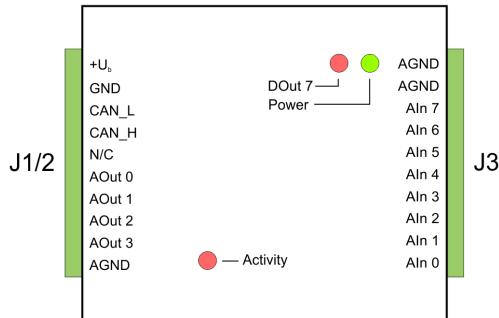 J1/2
+Ub
GND
CAN_L
CAN_H
N/C
AOut 0
AOut 1
AOut 2
AOut 3
AGND
DOut 7
Power
Activity
AGND
AGND
AIn 7
AIn 6
AIn 5
AIn 4
AIn 3
AIn 2
AIn 1
AIn 0
J3